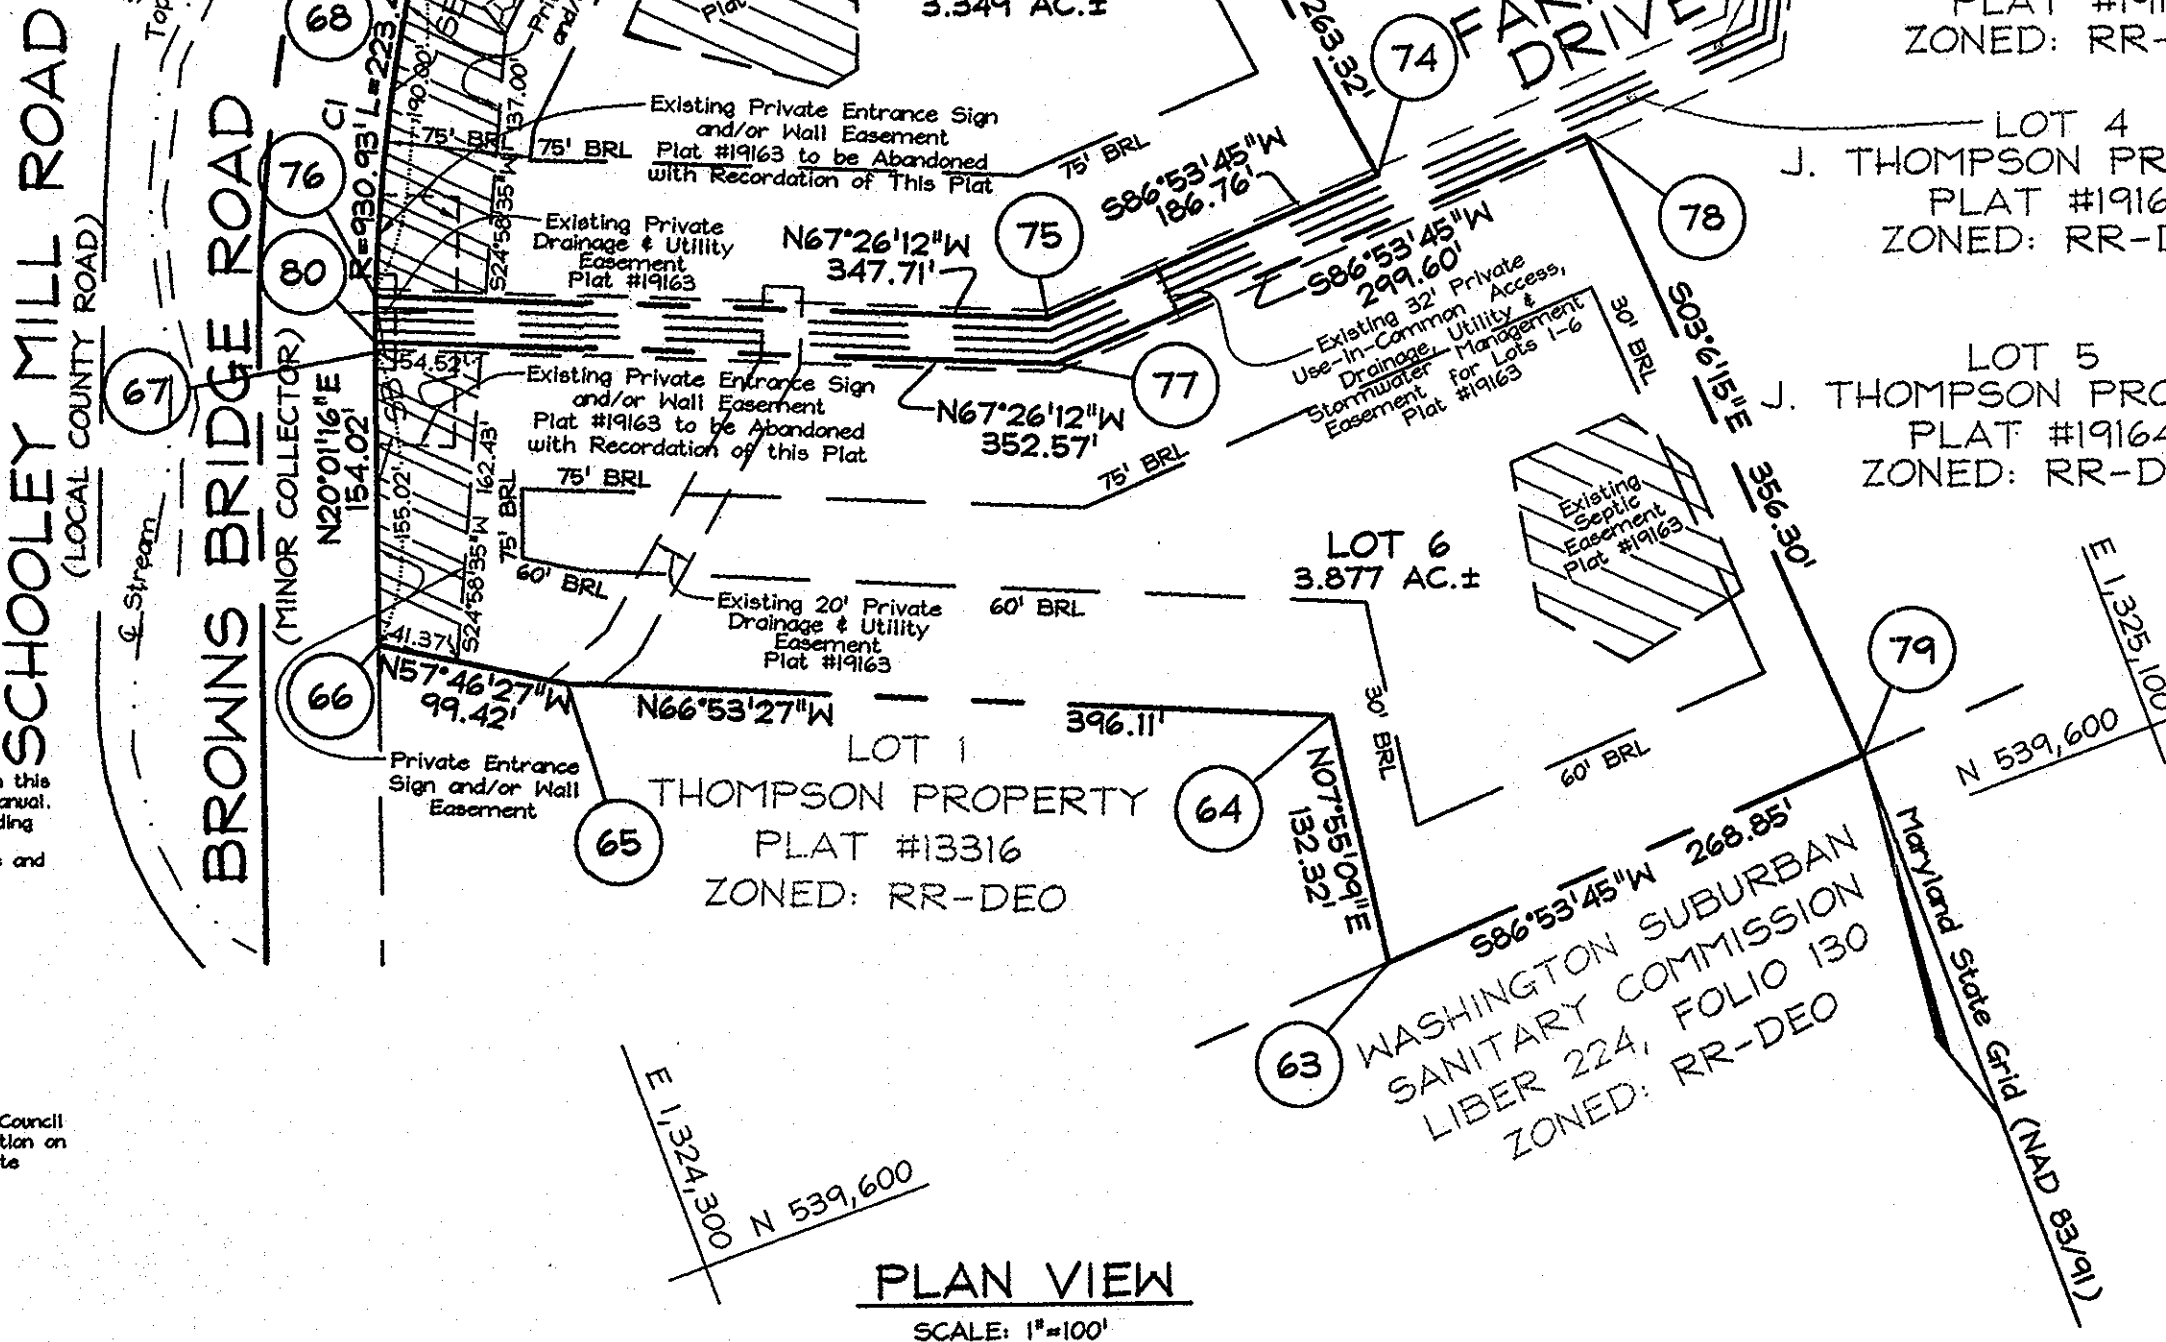 SCHOOLEY MILL ROAD
(LOCAL COUNTY ROAD)
BROWNS BRIDGE ROAD
(MINOR COLLECTOR)
℄ Stream
68
76
80
67
66
65
64
63
74
75
77
78
79
C1
R=930.93'
3.349 AC.±
263.32'
DRIVE
190.00'
137.00'
75' BRL
75' BRL
S24°58'35"W
Existing Private Entrance Sign
and/or Wall Easement
Plat #19163 to be Abandoned
with Recordation of This Plat
75' BRL
S86°53'45"W
186.76'
Existing Private
Drainage & Utility
Easement
Plat #19163
N67°26'12"W
347.71'
S86°53'45"W
299.60'
Existing 32' Private
Use-In-Common Access,
Drainage, Utility &
Stormwater Management
Easement for Lots 1-6
Plat #19163
ZONED: RR-
LOT 4
J. THOMPSON
LOT 5
J. THOMPSON
PLAT #19164
30' BRL
S03°6'15"E 356.30'
N20°01'16"E
154.02'
54.52'
155.02'
162.43'
S24°58'35"W
41.37'
Existing Private Entrance Sign
and/or Wall Easement
Plat #19163 to be Abandoned
with Recordation of this Plat
N67°26'12"W
352.57'
75' BRL
75' BRL
75' BRL
60' BRL
Existing
Septic
Easement
Plat #19163
LOT 6
3.877 AC.±
Existing 20' Private
Drainage & Utility
Easement
Plat #19163
60' BRL
30' BRL
60' BRL
N57°46'27"W
99.42'
N66°53'27"W 396.11'
Private Entrance
Sign and/or Wall
Easement
LOT 1
THOMPSON PROPERTY
PLAT #13316
ZONED: RR-DEO
N07°55'09"E
132.32'
S86°53'45"W 268.85'
WASHINGTON SUBURBAN
SANITARY COMMISSION
LIBER 224, FOLIO 130
ZONED: RR-DEO
E 1,325,100
N 539,600
Maryland State Grid (NAD 83/91)
E 1,324,300
N 539,600
this
and
Council
on
PLAN VIEW
SCALE: 1"=100'